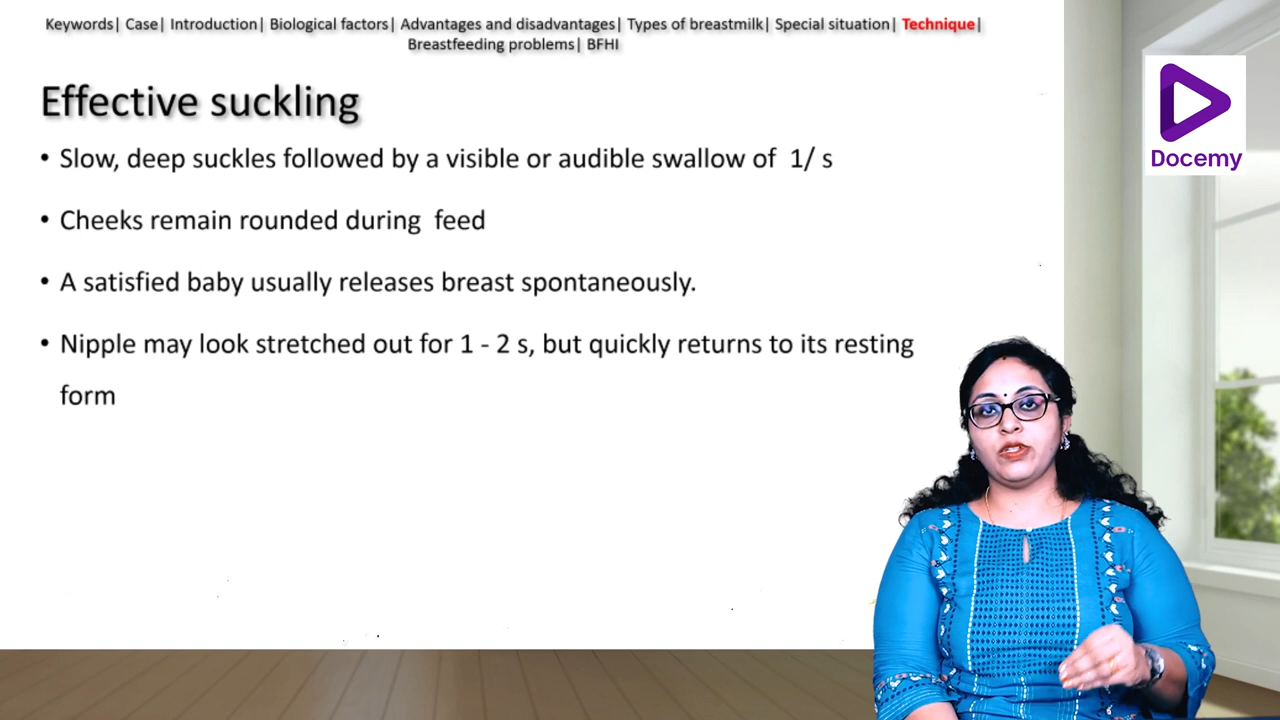 Keywords| Case| Introduction| Biological factors| Advantages and disadvantages| Types of breastmilk| Special situation| Technique|
Breastfeeding problems| BFHI
Docemy
Effective suckling
• Slow, deep suckles followed by a visible or audible swallow of 1/ s
• Cheeks remain rounded during feed
• A satisfied baby usually releases breast spontaneously.
• Nipple may look stretched out for 1 - 2 s, but quickly returns to its resting
form